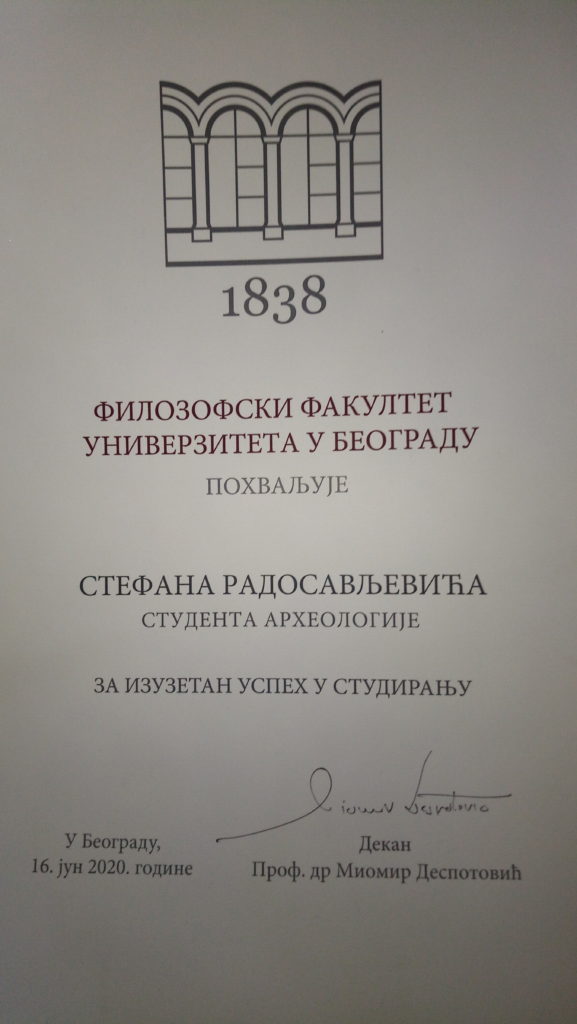 1838
ФИЛОЗОФСКИ ФАКУЛТЕТ
УНИВЕРЗИТЕТА У БЕОГРАДУ
ПОХВАЉУЈЕ
СТЕФАНА РАДОСАВЉЕВИЋА
СТУДЕНТА АРХЕОЛОГИЈЕ
ЗА ИЗУЗЕТАН УСПЕХ У СТУДИРАЊУ
У Београду,
16. јун 2020. године
Декан
Проф. др Миомир Деспотовић